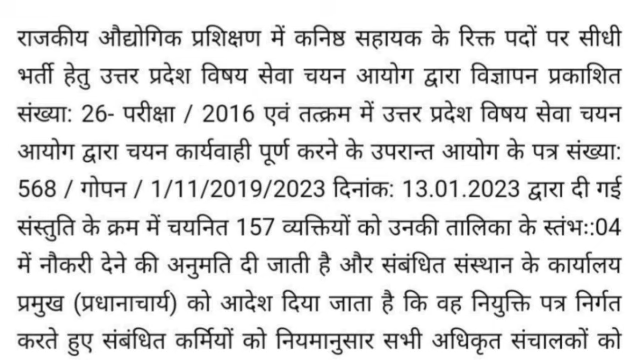 राजकीय औद्योगिक प्रशिक्षण में कनिष्ठ सहायक के रिक्त पदों पर सीधी
भर्ती हेतु उत्तर प्रदेश विषय सेवा चयन आयोग द्वारा विज्ञापन प्रकाशित
संख्या: 26- परीक्षा / 2016 एवं तत्क्रम में उत्तर प्रदेश विषय सेवा चयन
आयोग द्वारा चयन कार्यवाही पूर्ण करने के उपरान्त आयोग के पत्र संख्या:
568 / गोपन / 1/11/2019/2023 दिनांक: 13.01.2023 द्वारा दी गई
संस्तुति के क्रम में चयनित 157 व्यक्तियों को उनकी तालिका के स्तंभ::04
में नौकरी देने की अनुमति दी जाती है और संबंधित संस्थान के कार्यालय
प्रमुख (प्रधानाचार्य) को आदेश दिया जाता है कि वह नियुक्ति पत्र निर्गत
करते हुए संबंधित कर्मियों को नियमानुसार सभी अधिकृत संचालकों को